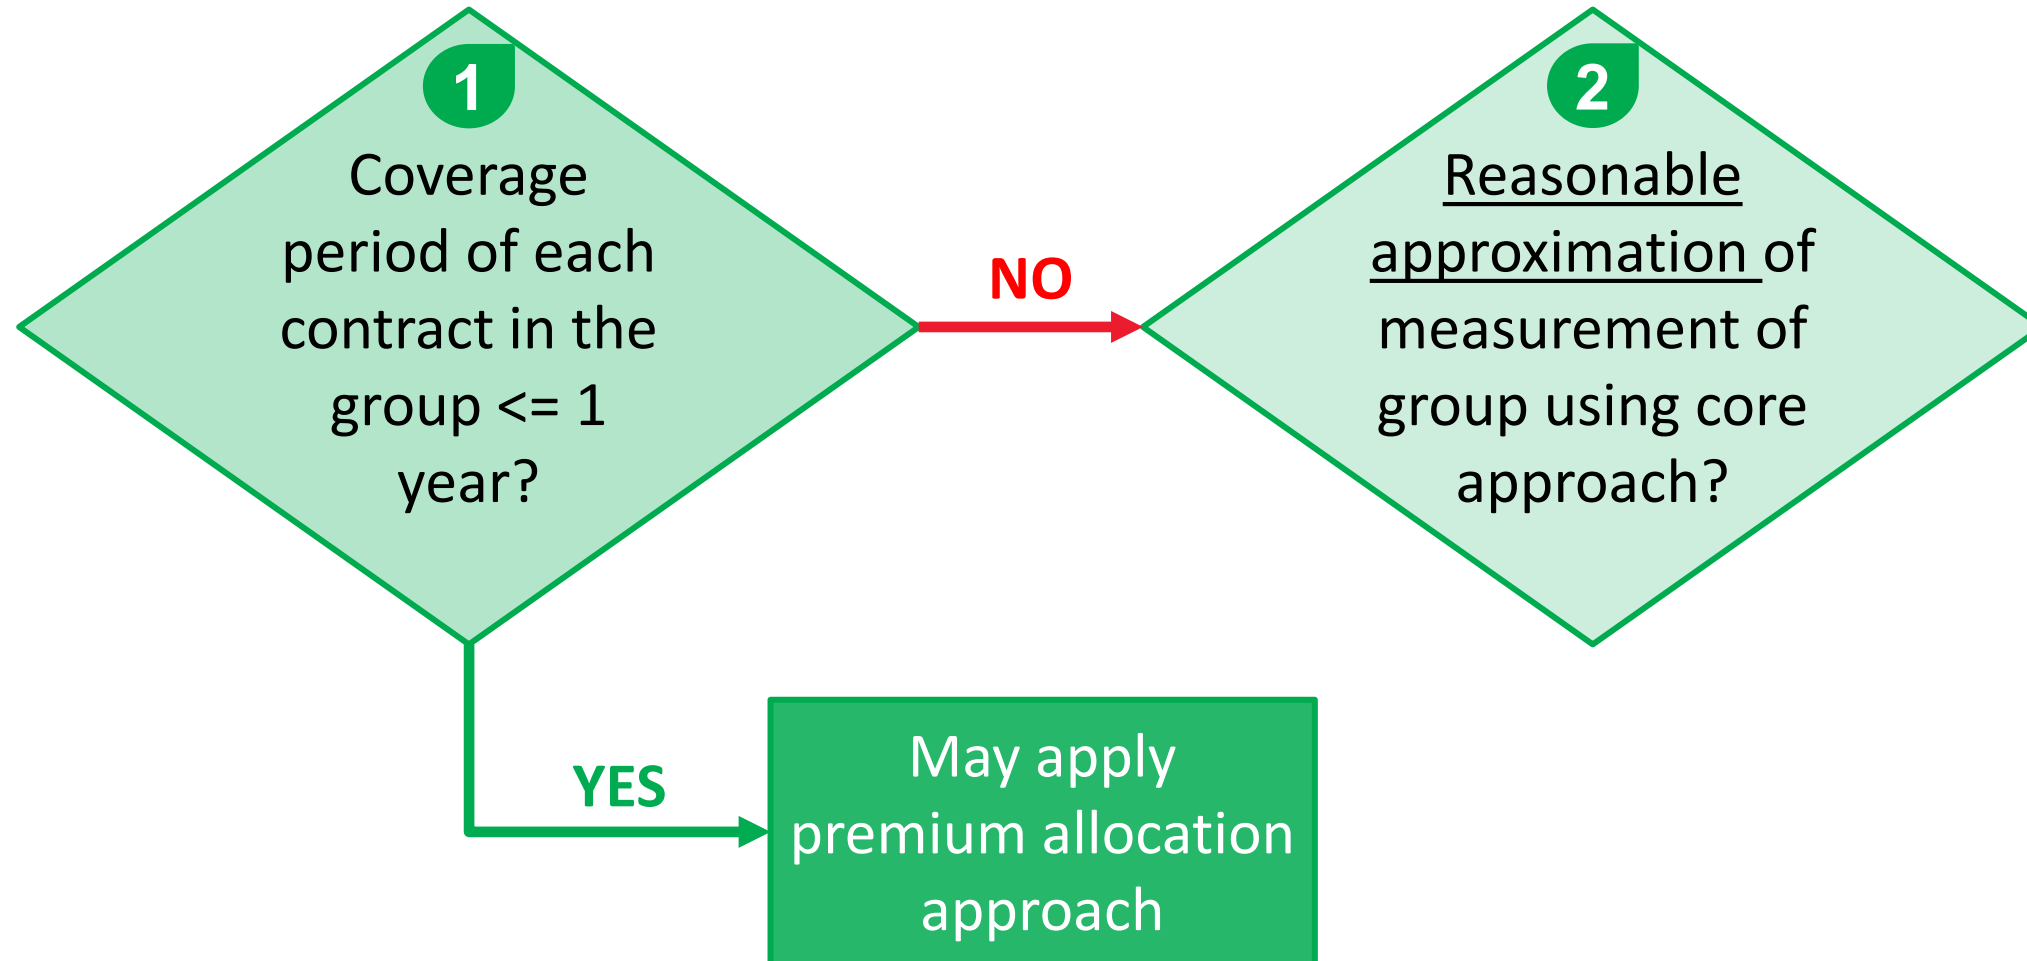 1
Coverage
period of each
contract in the
group <= 1
year?
NO
2
Reasonable
approximation of
measurement of
group using core
approach?
YES
May apply
premium allocation
approach